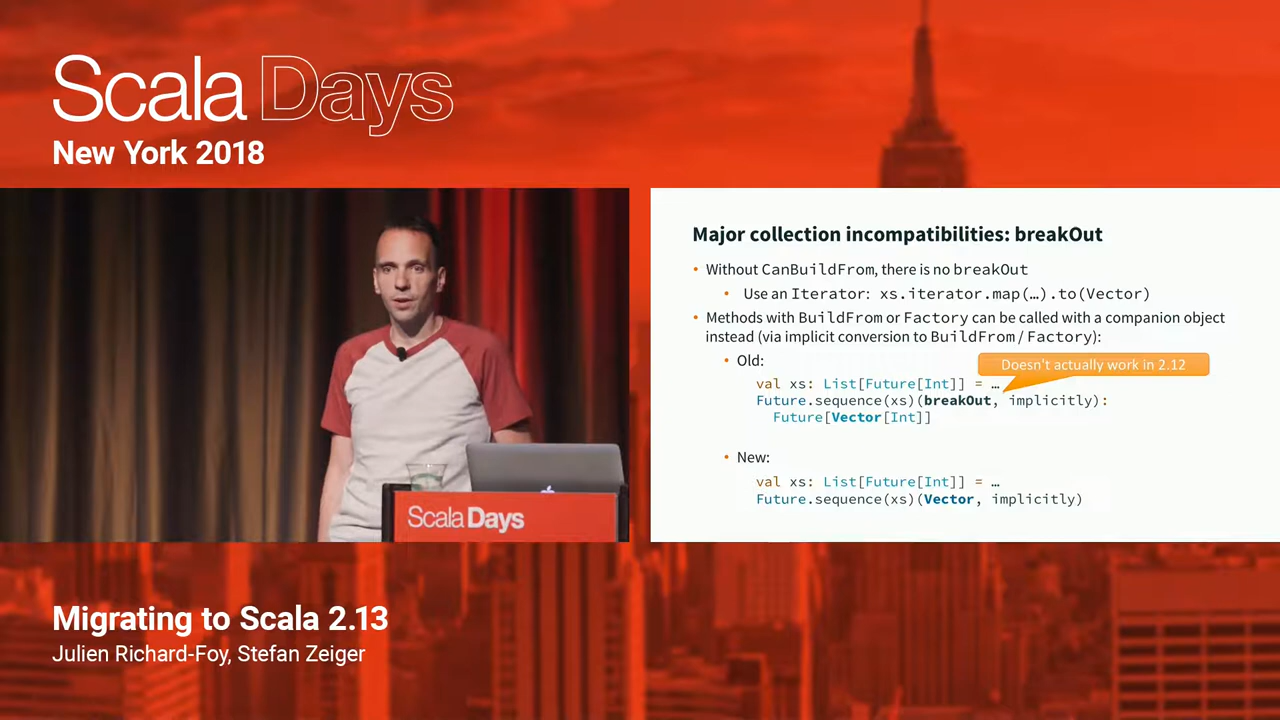 Scala Days
New York 2018
Major collection incompatibilities: breakOut
• Without CanBuildFrom, there is no breakOut
• Use an Iterator: xs.iterator.map(…).to(Vector)
• Methods with BuildFrom or Factory can be called with a companion object
instead (via implicit conversion to BuildFrom / Factory):
• Old:
Doesn't actually work in 2.12
val xs: List[Future[Int]] = …
Future.sequence(xs)(breakOut, implicitly):
Future[Vector[Int]]
• New:
val xs: List[Future[Int]] = …
Future.sequence(xs)(Vector, implicitly)
Scala Days
Migrating to Scala 2.13
Julien Richard-Foy, Stefan Zeiger